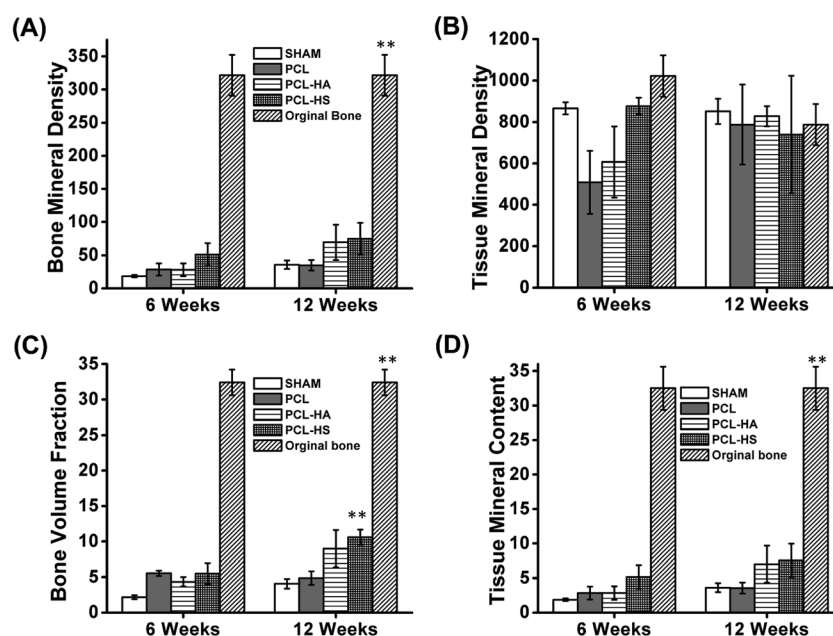 (A)
Bone Mineral Density
350
300
250
200
150
100
50
0
SHAM
PCL
PCL-HA
PCL-HS
Orginal Bone
**
6 Weeks
12 Weeks
(B)
Tissue Mineral Density
1200
1000
800
600
400
200
0
6 Weeks
12 Weeks
(C)
Bone Volume Fraction
35
30
25
20
15
10
5
0
SHAM
PCL
PCL-HA
PCL-HS
Orginal bone
**
**
6 Weeks
12 Weeks
(D)
Tissue Mineral Content
35
30
25
20
15
10
5
0
SHAM
PCL
PCL-HA
PCL-HS
Orginal bone
**
6 Weeks
12 Weeks